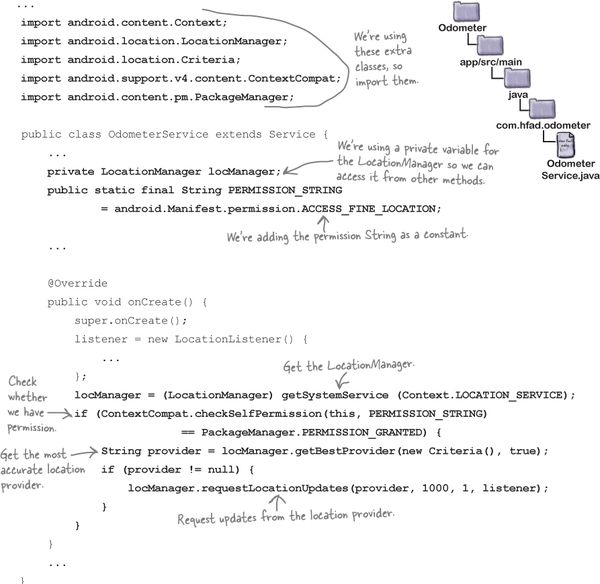 ...
import android.content.Context;
import android.location.LocationManager;
import android.location.Criteria;
import android.support.v4.content.ContextCompat;
import android.content.pm.PackageManager;
We're using
these extra
classes, so
import them.
Odometer
app/src/main
java
com.hfad.odometer
Odometer
Service.java
public class OdometerService extends Service {
...
private LocationManager locManager;
We're using a private variable for
the LocationManager so we can
access it from other methods.
public static final String PERMISSION_STRING
= android.Manifest.permission.ACCESS_FINE_LOCATION;
We're adding the permission String as a constant.
...
@Override
public void onCreate() {
super.onCreate();
listener = new LocationListener() {
...
};
Get the LocationManager.
locManager = (LocationManager) getSystemService (Context.LOCATION_SERVICE);
Check
whether
we have
permission.
if (ContextCompat.checkSelfPermission(this, PERMISSION_STRING)
== PackageManager.PERMISSION_GRANTED) {
Get the most
accurate location
provider.
String provider = locManager.getBestProvider(new Criteria(), true);
if (provider != null) {
locManager.requestLocationUpdates(provider, 1000, 1, listener);
}
Request updates from the location provider.
}
}
...
}